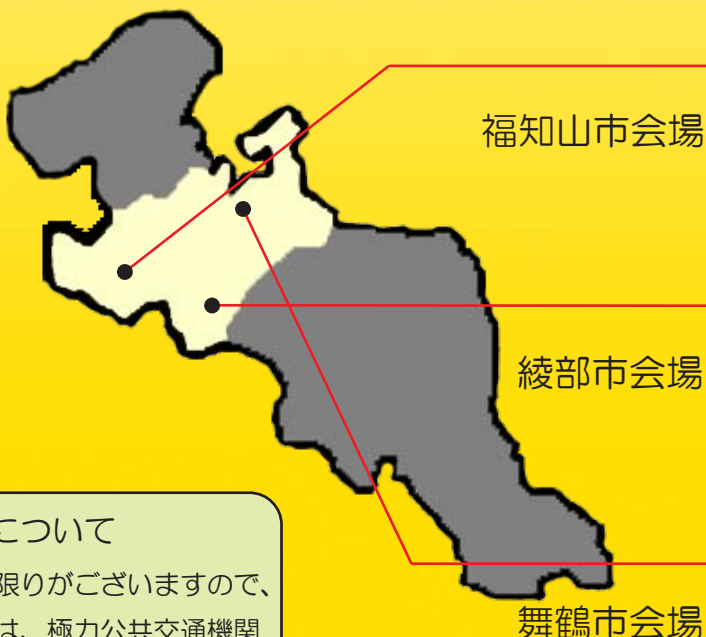 福知山市会場
綾部市会場
について
限りがございますので、
は、極力公共交通機関
舞鶴市会場